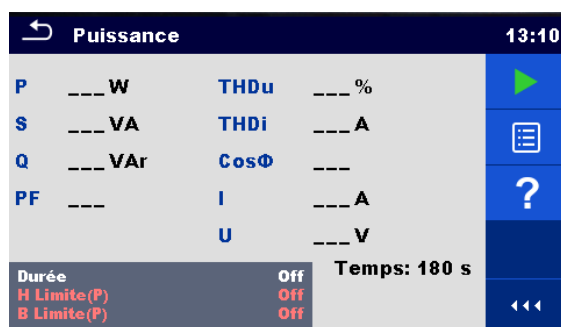 Puissance 13:10
P ___W THDu ___%
S ___VA THDi ___A
Q ___VAr CosΦ ___
PF ___ I ___A
U ___V
Temps: 180 s
Durée Off
H Limite(P) Off
B Limite(P) Off
?